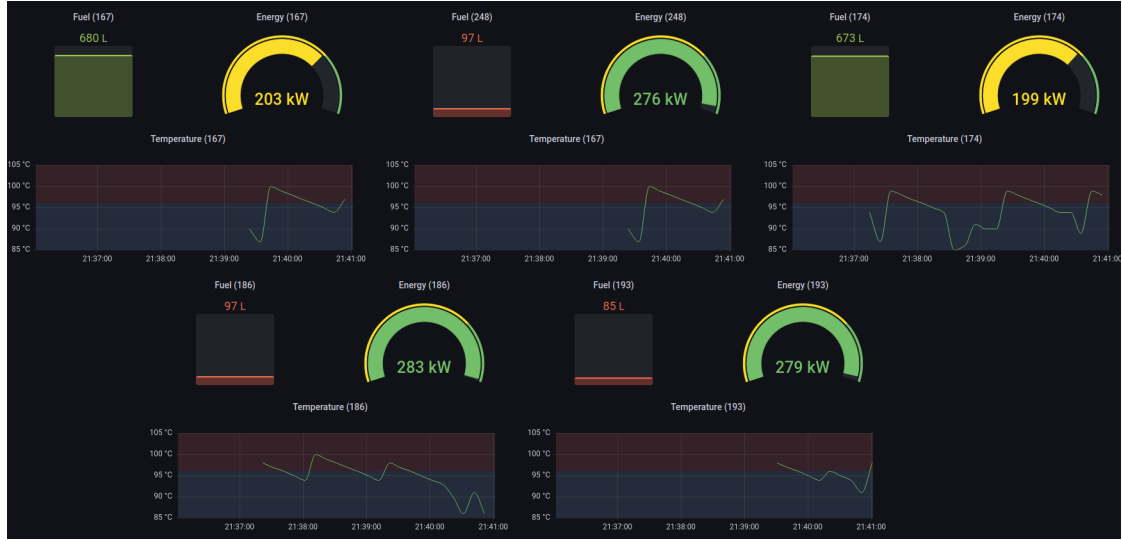 Fuel (167) Energy (167) Fuel (248) Energy (248) Fuel (174) Energy (174)
680 L 97 L 673 L
203 kW 276 kW 199 kW
Temperature (167) Temperature (167) Temperature (174)
105 °C 105 °C 105 °C
100 °C 100 °C 100 °C
95 °C 95 °C 95 °C
90 °C 90 °C 90 °C
85 °C 85 °C 85 °C
21:37:00 21:38:00 21:39:00 21:40:00 21:41:00 21:37:00 21:38:00 21:39:00 21:40:00 21:41:00 21:37:00 21:38:00 21:39:00 21:40:00 21:41:00
Fuel (186) Energy (186) Fuel (193) Energy (193)
97 L 85 L
283 kW 279 kW
Temperature (186) Temperature (193)
105 °C 105 °C
100 °C 100 °C
95 °C 95 °C
90 °C 90 °C
85 °C 85 °C
21:37:00 21:38:00 21:39:00 21:40:00 21:41:00 21:37:00 21:38:00 21:39:00 21:40:00 21:41:00